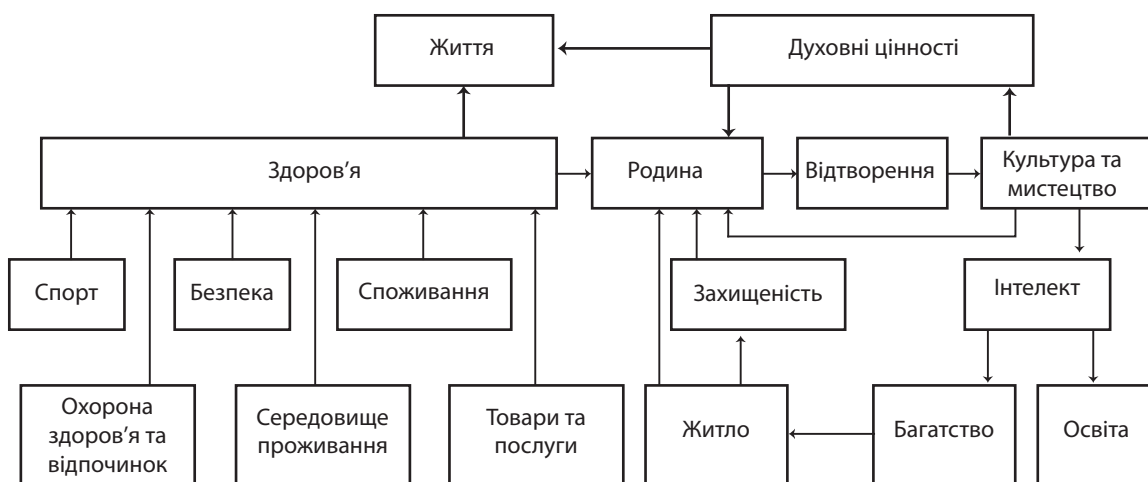 Життя
Духовні цінності
Здоров'я
Родина
Відтворення
Культура та
мистецтво
Спорт
Безпека
Споживання
Захищеність
Інтелект
Охорона
здоров'я та
відпочинок
Середовище
проживання
Товари та
послуги
Житло
Багатство
Освіта